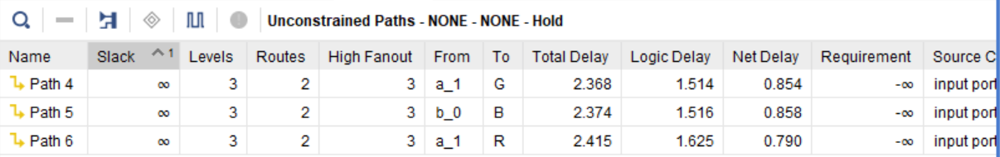 Unconstrained Paths - NONE - NONE - Hold
Name Slack 1 Levels Routes High Fanout From To Total Delay Logic Delay Net Delay Requirement Source C
Path 4 ∞ 3 2 3 a_1 G 2.368 1.514 0.854 -∞ input port
Path 5 ∞ 3 2 3 b_0 B 2.374 1.516 0.858 -∞ input port
Path 6 ∞ 3 2 3 a_1 R 2.415 1.625 0.790 -∞ input port